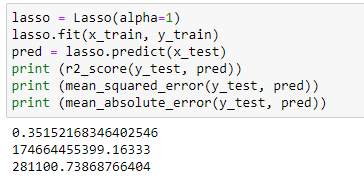 lasso = Lasso(alpha=1)
lasso.fit(x_train, y_train)
pred = lasso.predict(x_test)
print (r2_score(y_test, pred))
print (mean_squared_error(y_test, pred))
print (mean_absolute_error(y_test, pred))
0.35152168346402546
174664455399.16333
281100.73868766404